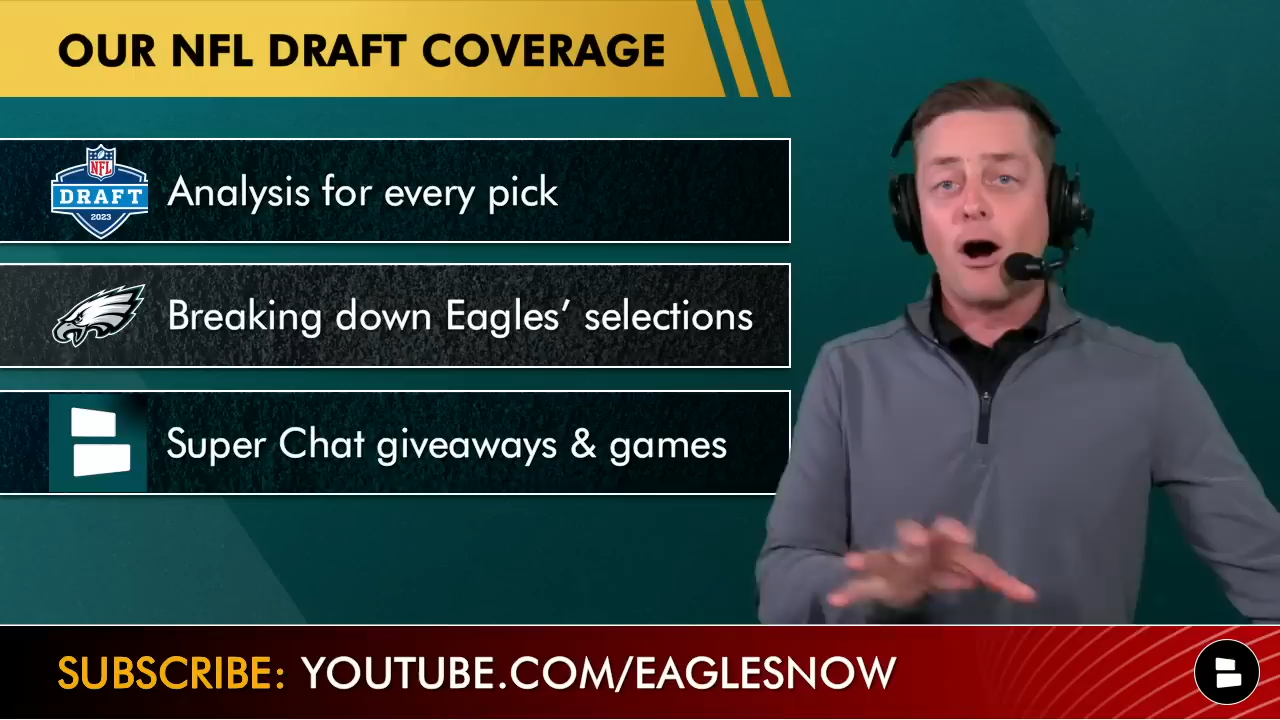 OUR NFL DRAFT COVERAGE
NFL
DRAFT
2023
Analysis for every pick
Breaking down Eagles’ selections
Super Chat giveaways & games
SUBSCRIBE: YOUTUBE.COM/EAGLESNOW